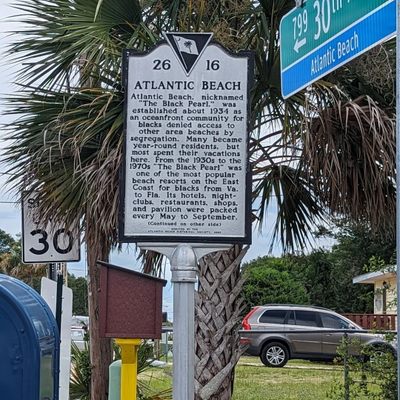 799 30th
Atlantic Beach
26 16
ATLANTIC BEACH
Atlantic Beach, nicknamed
"The Black Pearl," was
established about 1934 as
an oceanfront community for
blacks denied access to
other area beaches by
segregation. Many became
year-round residents, but
most spent their vacations
here. From the 1930s to the
1970s "The Black Pearl" was
one of the most popular
beach resorts on the East
Coast for blacks from Va.
to Fla. Its hotels, night-
clubs, restaurants, shops,
and pavilion were packed
every May to September.
(Continued on other side)
30